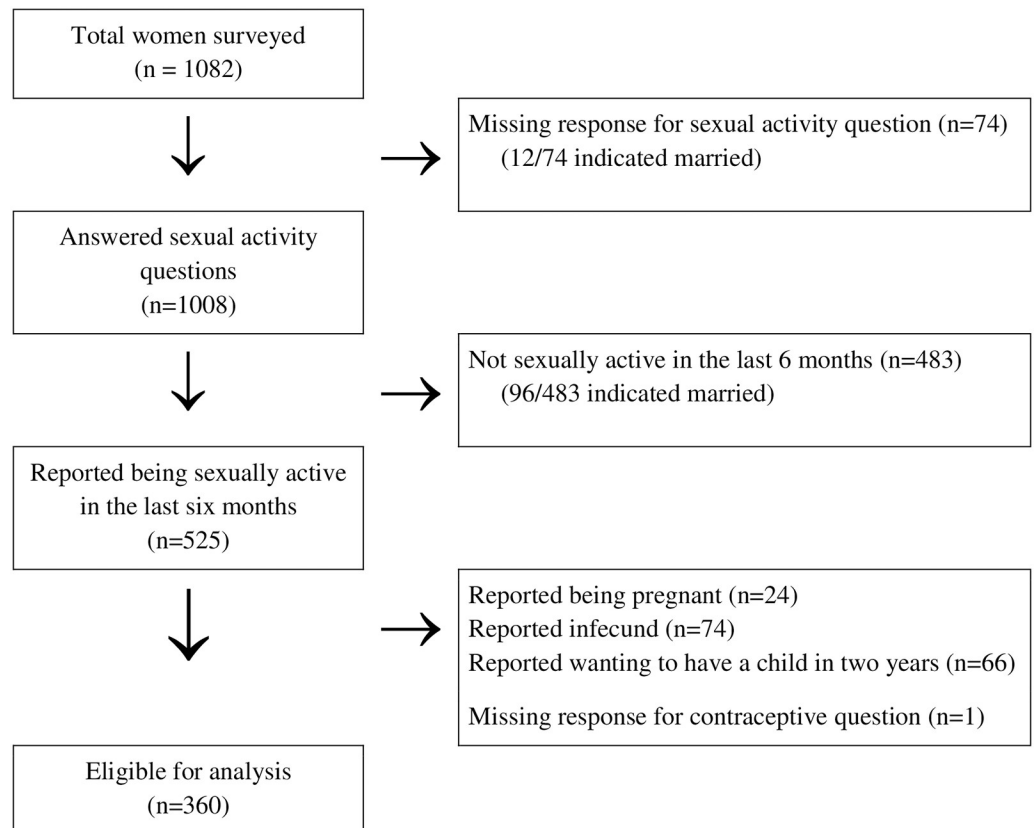 Total women surveyed
(n = 1082)
Missing response for sexual activity question (n=74)
(12/74 indicated married)
Answered sexual activity
questions
(n=1008)
Not sexually active in the last 6 months (n=483)
(96/483 indicated married)
Reported being sexually active
in the last six months
(n=525)
Reported being pregnant (n=24)
Reported infecund (n=74)
Reported wanting to have a child in two years (n=66)
Missing response for contraceptive question (n=1)
Eligible for analysis
(n=360)